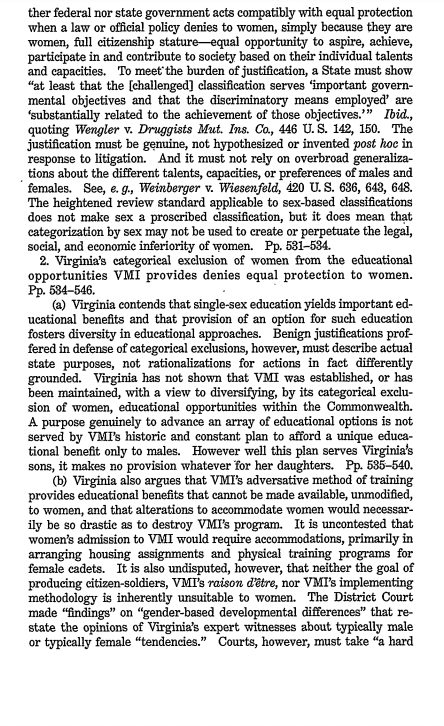 ther federal nor state government acts compatibly with equal protection
when a law or official policy denies to women, simply because they are
women, full citizenship stature—equal opportunity to aspire, achieve,
participate in and contribute to society based on their individual talents
and capacities. To meet the burden of justification, a State must show
“at least that the [challenged] classification serves ‘important govern-
mental objectives and that the discriminatory means employed’ are
‘substantially related to the achievement of those objectives.’” Ibid.,
quoting Wengler v. Druggists Mut. Ins. Co., 446 U. S. 142, 150. The
justification must be genuine, not hypothesized or invented post hoc in
response to litigation. And it must not rely on overbroad generaliza-
tions about the different talents, capacities, or preferences of males and
females. See, e. g., Weinberger v. Wiesenfeld, 420 U. S. 636, 643, 648.
The heightened review standard applicable to sex-based classifications
does not make sex a proscribed classification, but it does mean that
categorization by sex may not be used to create or perpetuate the legal,
social, and economic inferiority of women. Pp. 531–534.
2. Virginia’s categorical exclusion of women from the educational
opportunities VMI provides denies equal protection to women.
Pp. 534–546.
(a) Virginia contends that single-sex education yields important ed-
ucational benefits and that provision of an option for such education
fosters diversity in educational approaches. Benign justifications prof-
fered in defense of categorical exclusions, however, must describe actual
state purposes, not rationalizations for actions in fact differently
grounded. Virginia has not shown that VMI was established, or has
been maintained, with a view to diversifying, by its categorical exclu-
sion of women, educational opportunities within the Commonwealth.
A purpose genuinely to advance an array of educational options is not
served by VMI’s historic and constant plan to afford a unique educa-
tional benefit only to males. However well this plan serves Virginia’s
sons, it makes no provision whatever for her daughters. Pp. 535–540.
(b) Virginia also argues that VMI’s adversative method of training
provides educational benefits that cannot be made available, unmodified,
to women, and that alterations to accommodate women would necessar-
ily be so drastic as to destroy VMI’s program. It is uncontested that
women’s admission to VMI would require accommodations, primarily in
arranging housing assignments and physical training programs for
female cadets. It is also undisputed, however, that neither the goal of
producing citizen-soldiers, VMI’s raison d’être, nor VMI’s implementing
methodology is inherently unsuitable to women. The District Court
made “findings” on “gender-based developmental differences” that re-
state the opinions of Virginia’s expert witnesses about typically male
or typically female “tendencies.” Courts, however, must take “a hard